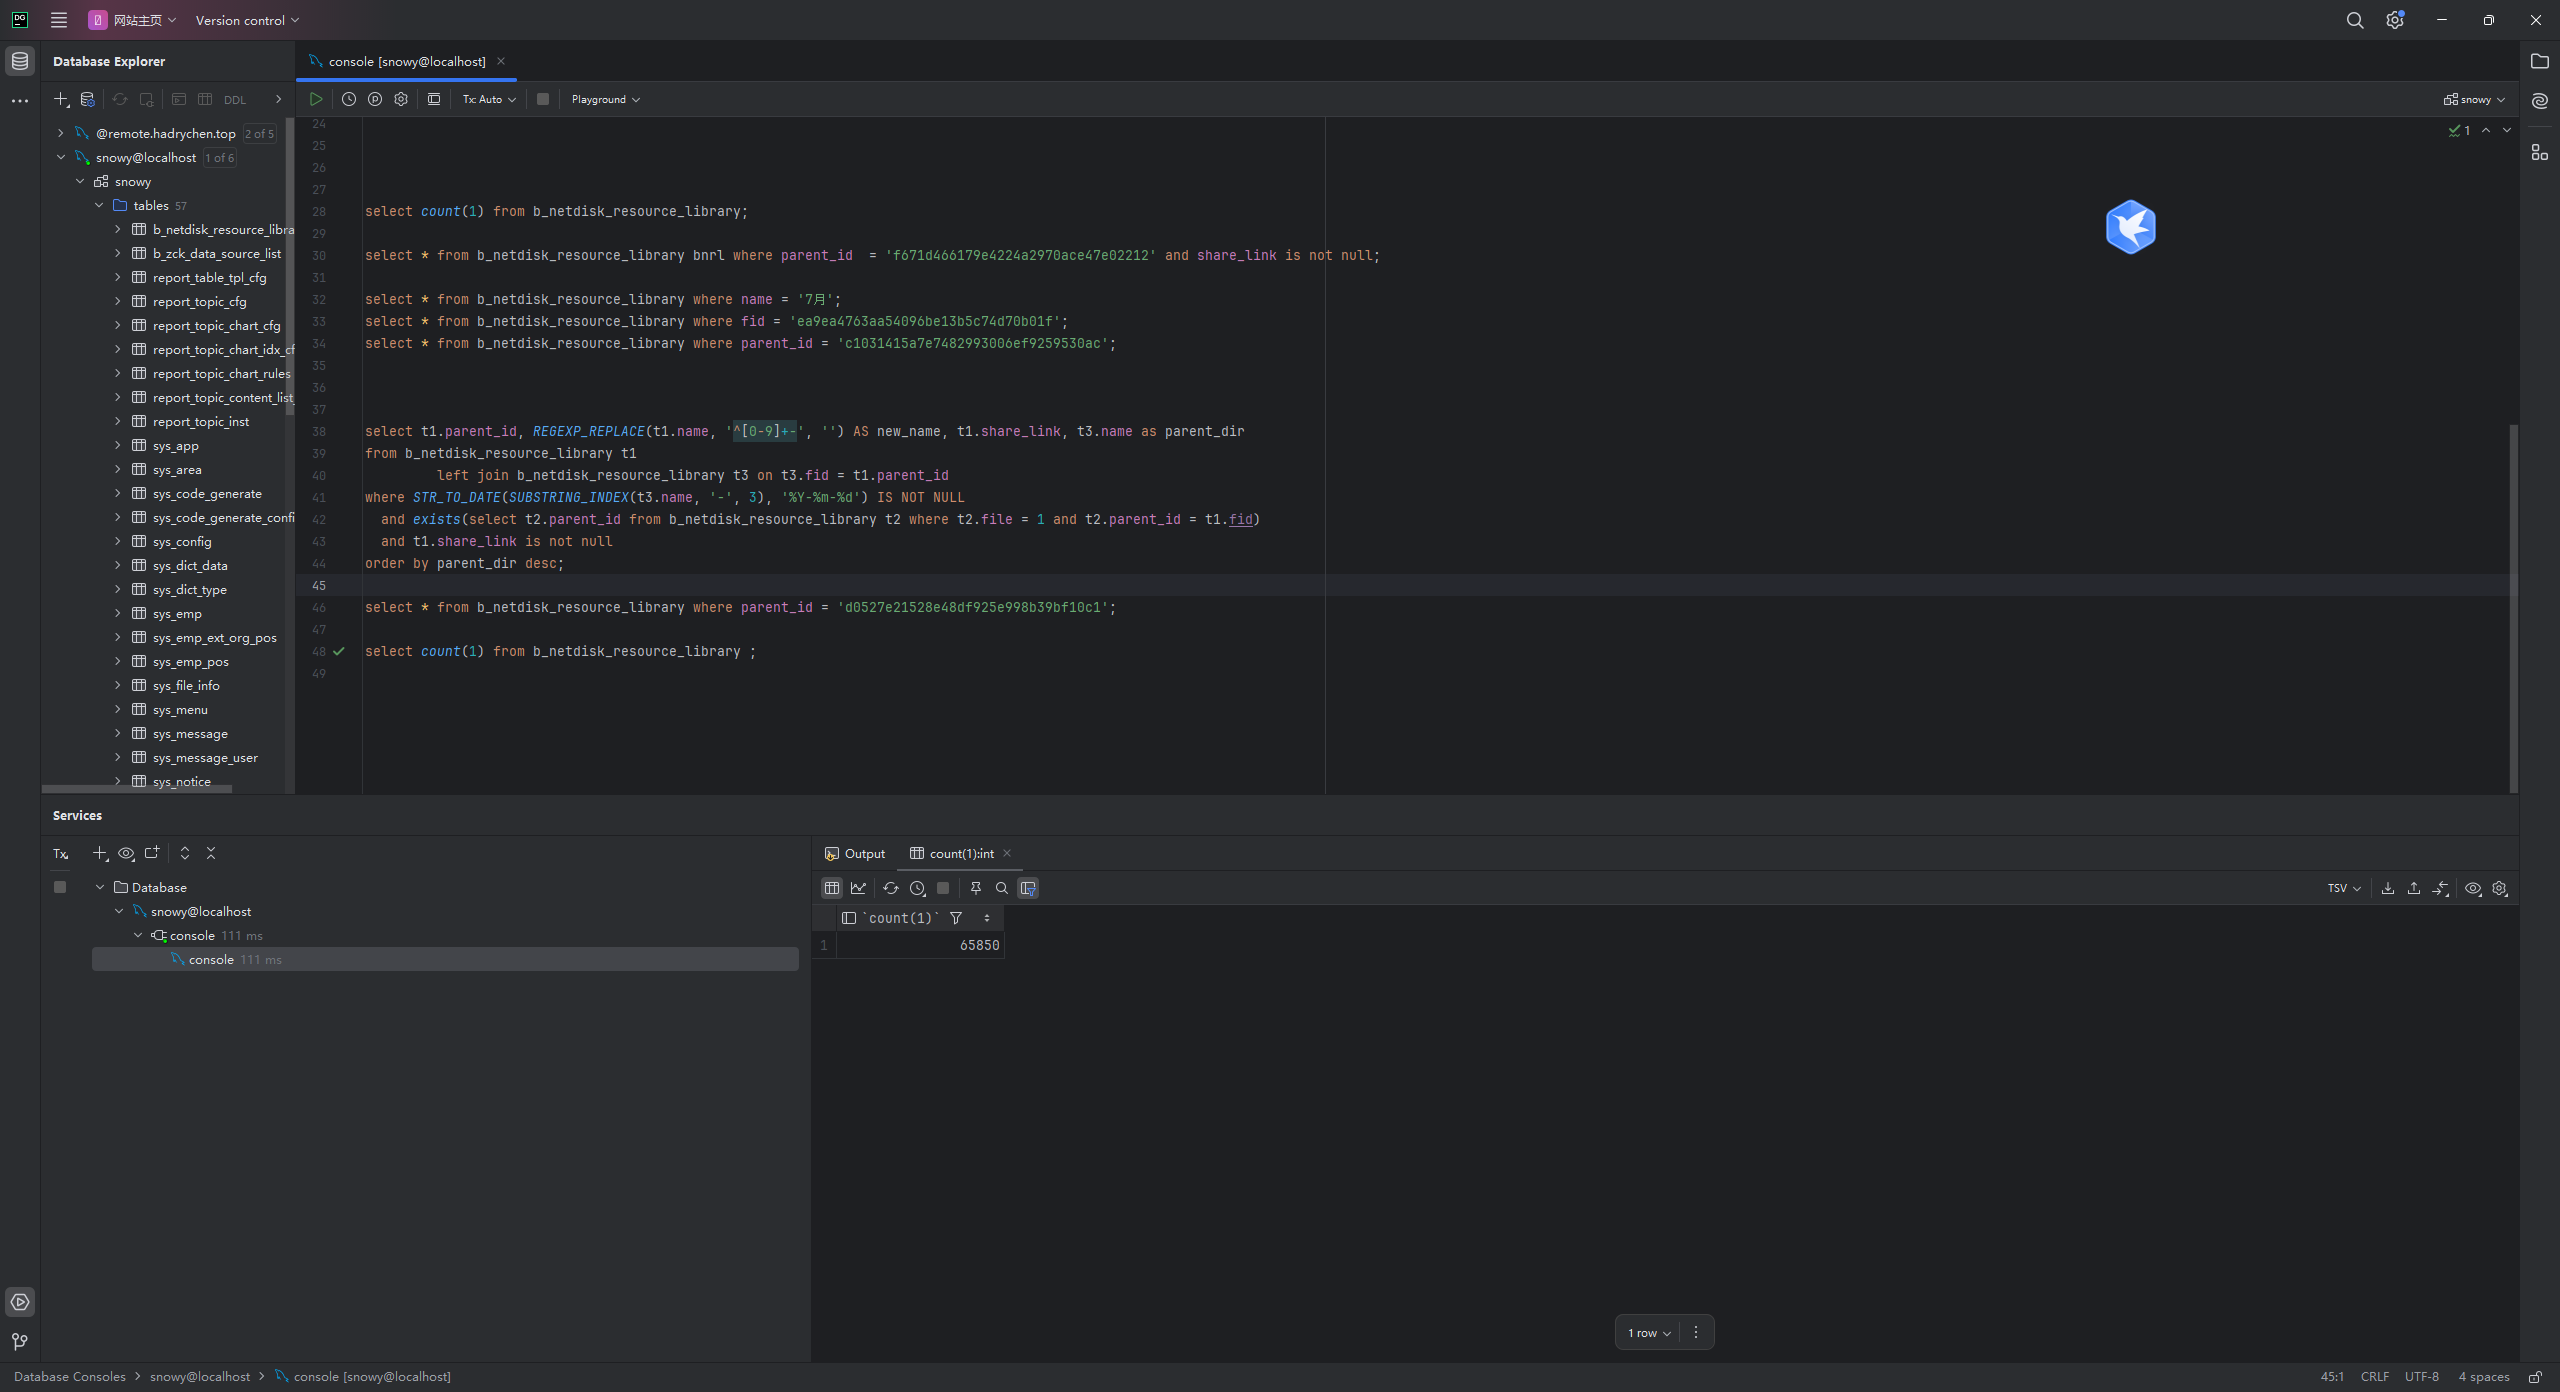 网站主页
Version control
Database Explorer
console [snowy@localhost]
DDL
Tx: Auto
Playground
snowy
@remote.hadrychen.top 2 of 5
snowy@localhost 1 of 6
snowy
tables 57
b_netdisk_resource_libra
b_zck_data_source_list
report_table_tpl_cfg
report_topic_cfg
report_topic_chart_cfg
report_topic_chart_idx_cf
report_topic_chart_rules
report_topic_content_list_
report_topic_inst
sys_app
sys_area
sys_code_generate
sys_code_generate_confi
sys_config
sys_dict_data
sys_dict_type
sys_emp
sys_emp_ext_org_pos
sys_emp_pos
sys_file_info
sys_menu
sys_message
sys_message_user
sys_notice
1
24
25
26
27
28 select count(1) from b_netdisk_resource_library;
29
30 select * from b_netdisk_resource_library bnrl where parent_id  = 'f671d466179e4224a2970ace47e02212' and share_link is not null;
31
32 select * from b_netdisk_resource_library where name = '7月';
33 select * from b_netdisk_resource_library where fid = 'ea9ea4763aa54096be13b5c74d70b01f';
34 select * from b_netdisk_resource_library where parent_id = 'c1031415a7e7482993006ef9259530ac';
35
36
37
38 select t1.parent_id, REGEXP_REPLACE(t1.name, '^[0-9]+-', '') AS new_name, t1.share_link, t3.name as parent_dir
39 from b_netdisk_resource_library t1
40 left join b_netdisk_resource_library t3 on t3.fid = t1.parent_id
41 where STR_TO_DATE(SUBSTRING_INDEX(t3.name, '-', 3), '%Y-%m-%d') IS NOT NULL
42 and exists(select t2.parent_id from b_netdisk_resource_library t2 where t2.file = 1 and t2.parent_id = t1.fid)
43 and t1.share_link is not null
44 order by parent_dir desc;
45
46 select * from b_netdisk_resource_library where parent_id = 'd0527e21528e48df925e998b39bf10c1';
47
48 select count(1) from b_netdisk_resource_library ;
49
Services
Tx
Database
snowy@localhost
console 111 ms
console 111 ms
Output
count(1):int
TSV
`count(1)`
1 65850
1 row
Database Consoles > snowy@localhost > console [snowy@localhost]
45:1 CRLF UTF-8 4 spaces